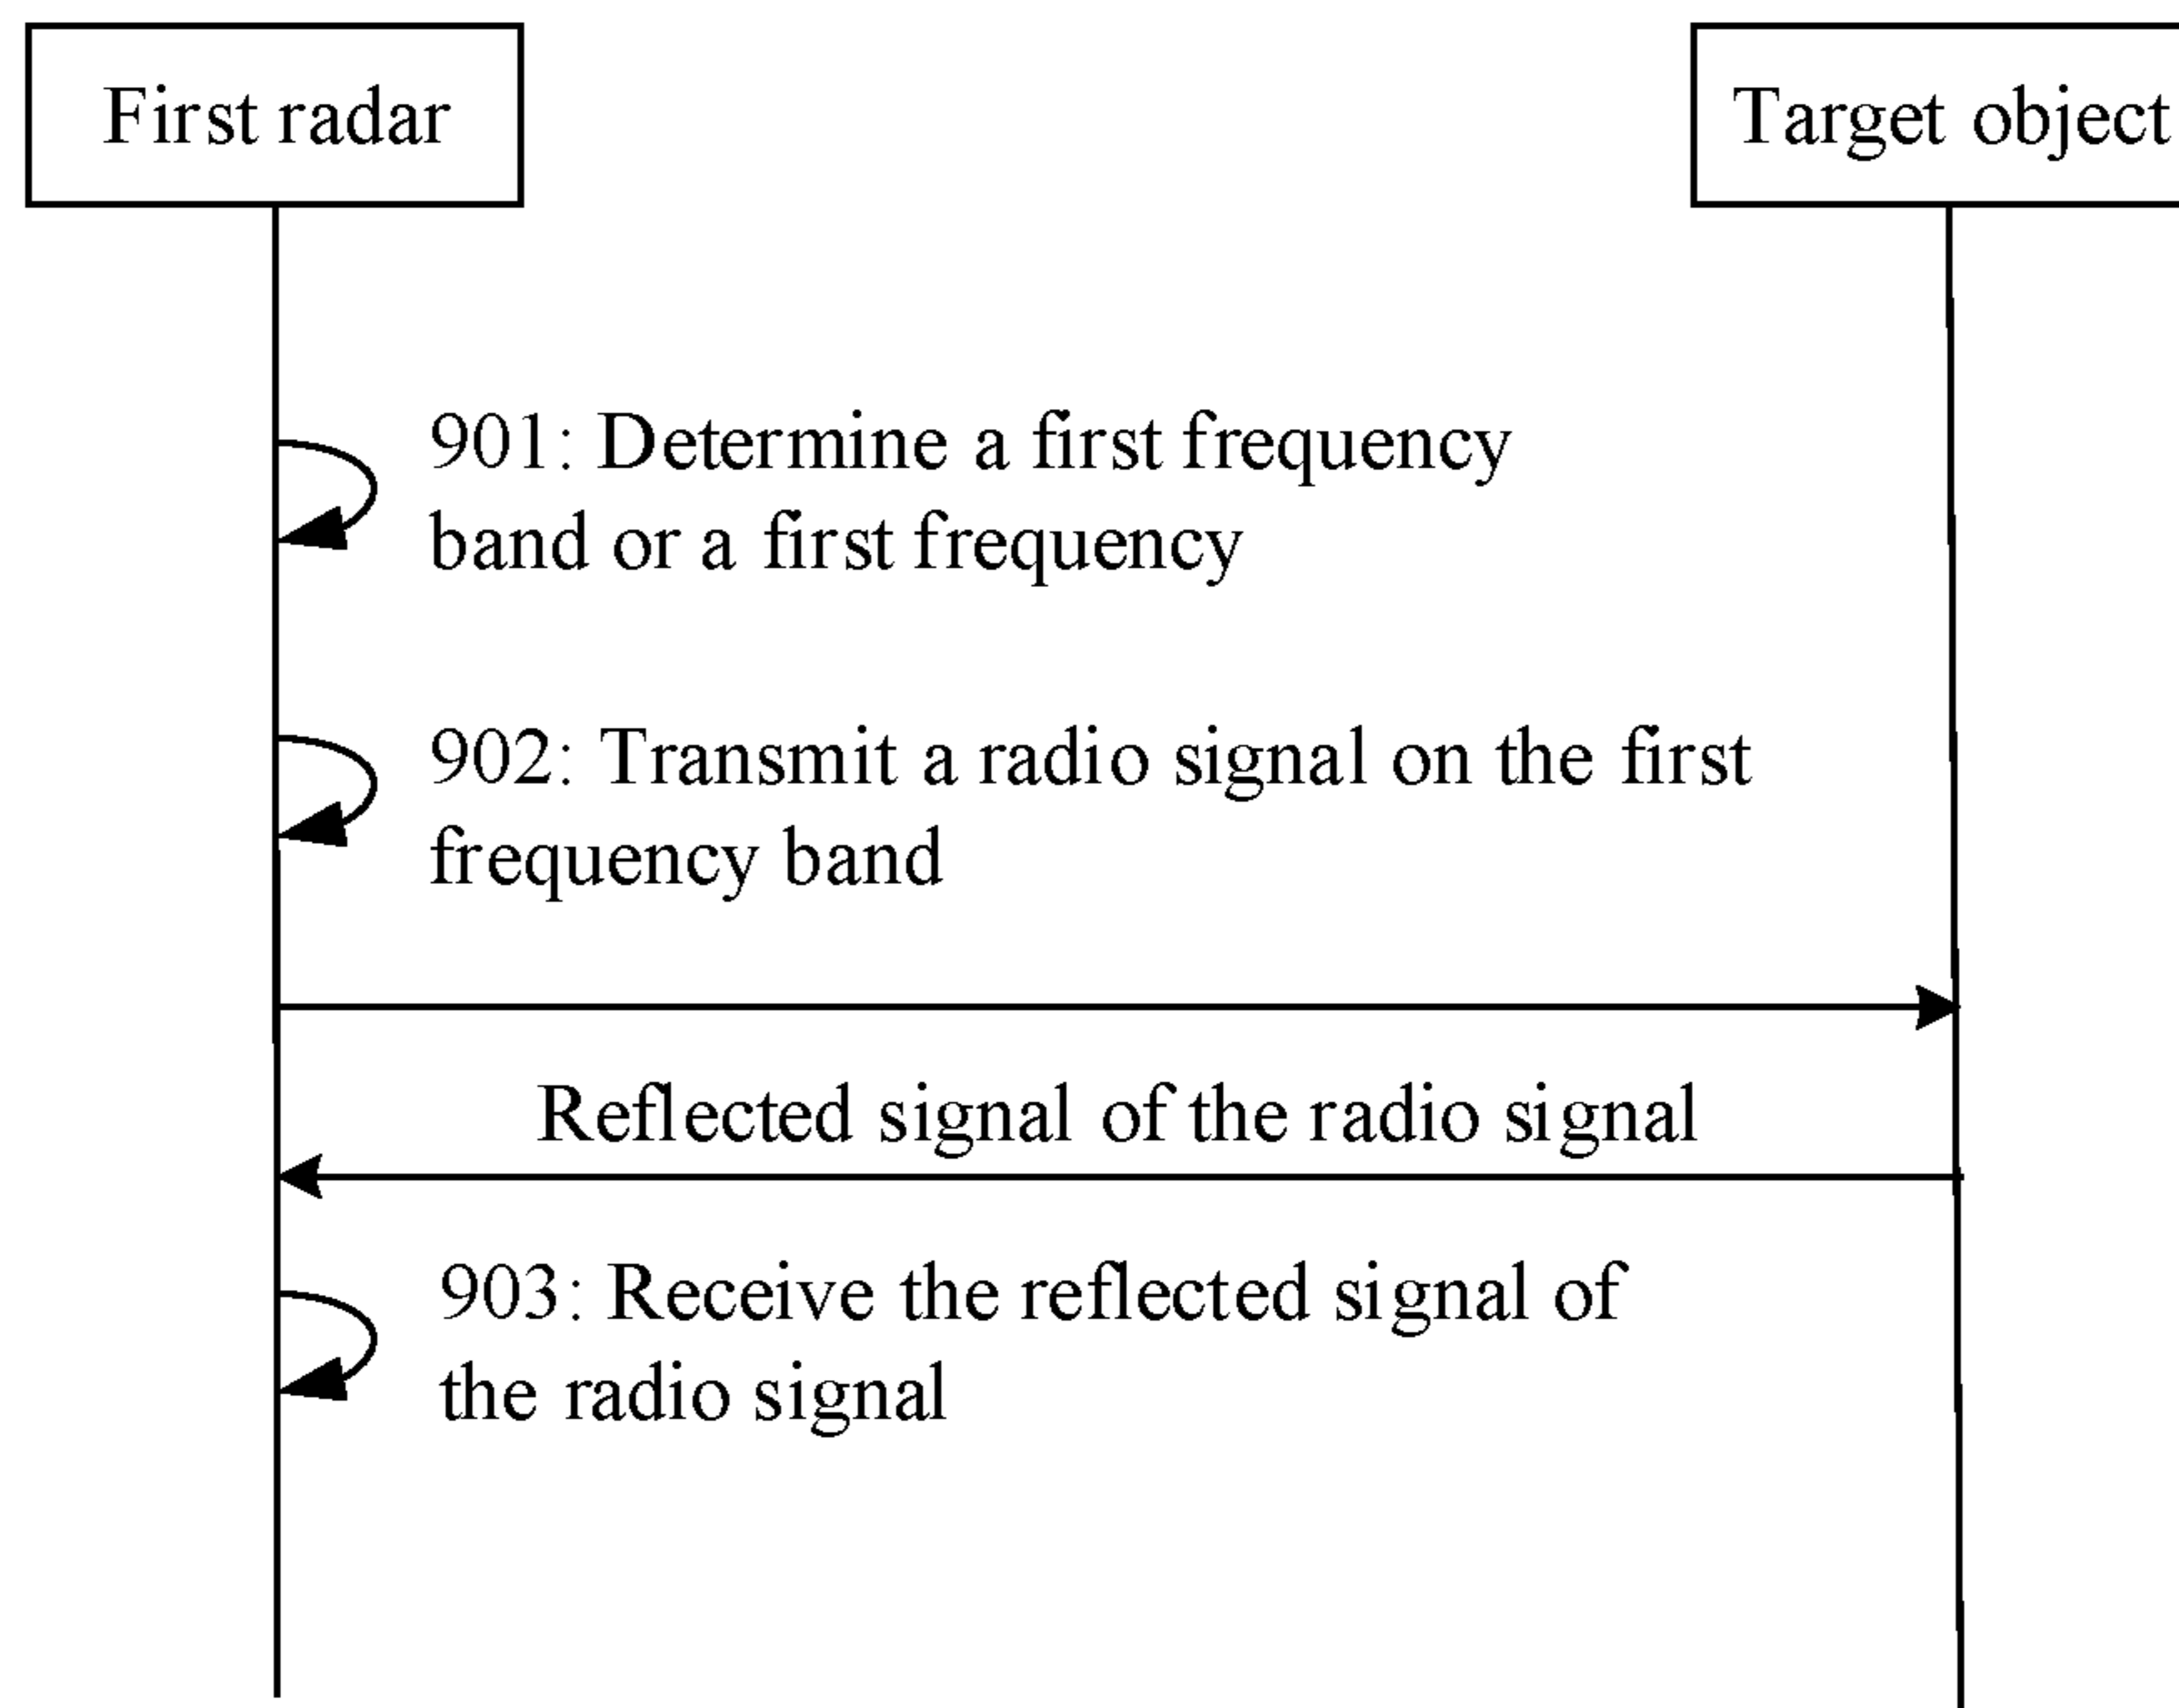 First radar
Target object
901: Determine a first frequency
band or a first frequency
902: Transmit a radio signal on the first
frequency band
Reflected signal of the radio signal
903: Receive the reflected signal of
the radio signal